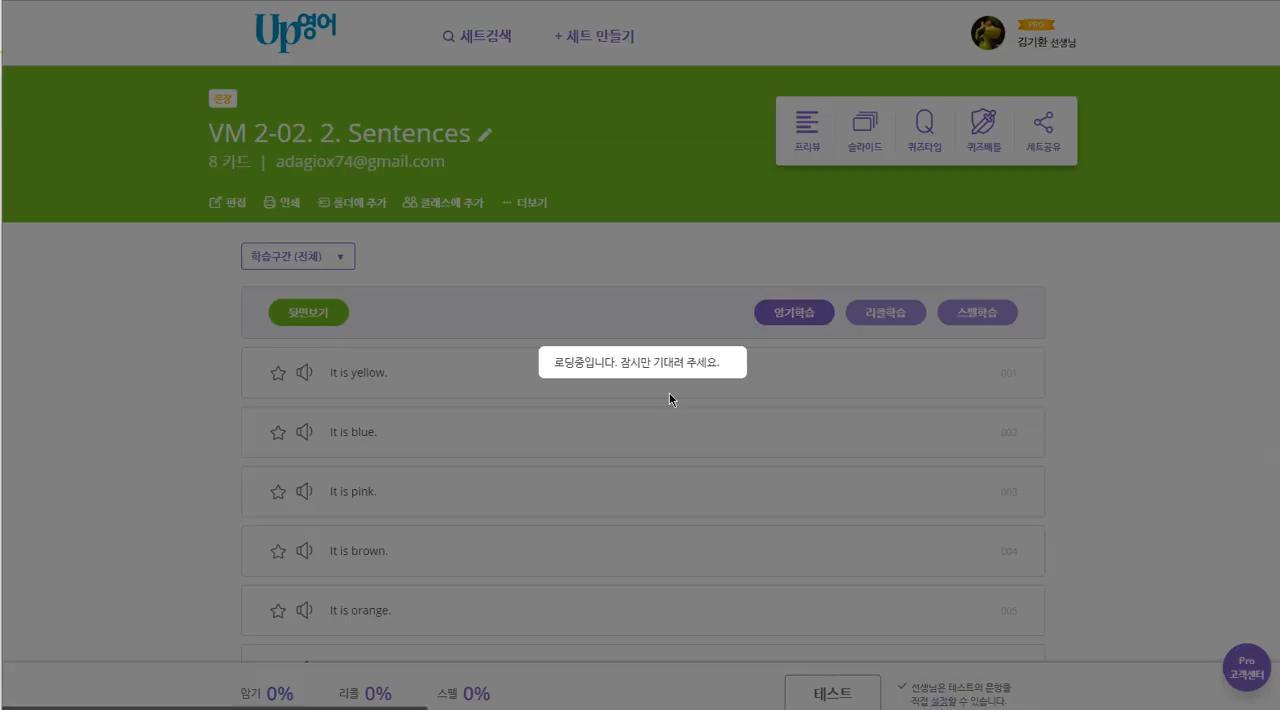 Up영어
세트검색
+ 세트 만들기
PRO
김기환 선생님
문장
VM 2-02. 2. Sentences
8 카드 | adagiox74@gmail.com
프리뷰
슬라이드
퀴즈타임
퀴즈배틀
세트공유
편집
인쇄
폴더에 추가
클래스에 추가
··· 더보기
학습구간 (전체) ▼
뒷면보기
암기학습
리콜학습
스펠학습
로딩중입니다. 잠시만 기대려 주세요.
It is yellow.
001
It is blue.
002
It is pink.
003
It is brown.
004
It is orange.
005
암기 0%
리콜 0%
스펠 0%
테스트
선생님은 테스트의 문항을
직접 설정할 수 있습니다.
Pro
고객센터